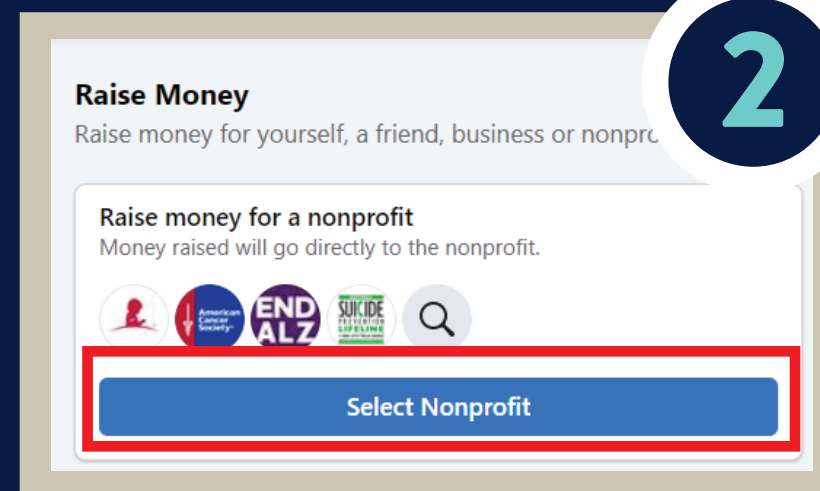 2
Raise Money
Raise money for yourself, a friend, business or nonpro
Raise money for a nonprofit
Money raised will go directly to the nonprofit.
American
Cancer
Society
END
ALZ
SUICIDE
PREVENTION
LIFELINE
Select Nonprofit